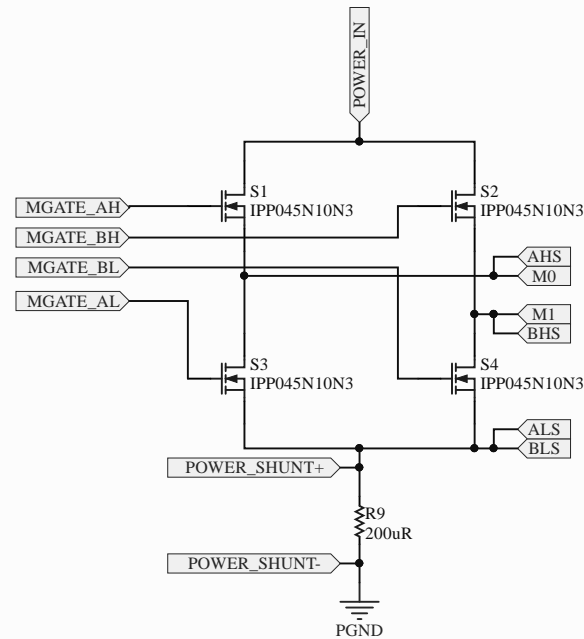 POWER_IN
S1
IPP045N10N3
S2
IPP045N10N3
MGATE_AH
MGATE_BH
MGATE_BL
MGATE_AL
AHS
M0
M1
BHS
S3
IPP045N10N3
S4
IPP045N10N3
ALS
BLS
POWER_SHUNT+
R9
200uR
POWER_SHUNT-
PGND